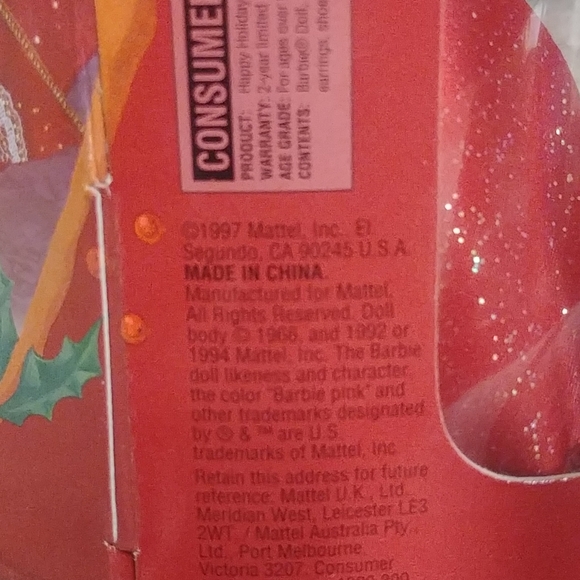 CONSUME
PRODUCT: Happy Holiday
WARRANTY: 2-year limited
AGE GRADE: For ages over
CONTENTS: Barbie® Doll,
earrings, shoe
©1997 Mattel, Inc., El
Segundo, CA 90245 U.S.A.
MADE IN CHINA.
Manufactured for Mattel.
All Rights Reserved. Doll
body © 1966, and 1992 or
1994 Mattel, Inc. The Barbie
doll likeness and character,
the color "Barbie pink" and
other trademarks designated
by ® & ™ are U.S.
trademarks of Mattel, Inc.
Retain this address for future
reference: Mattel U.K., Ltd.,
Meridian West, Leicester LE3
2WT. / Mattel Australia Pty.,
Ltd., Port Melbourne,
Victoria 3207. Consumer